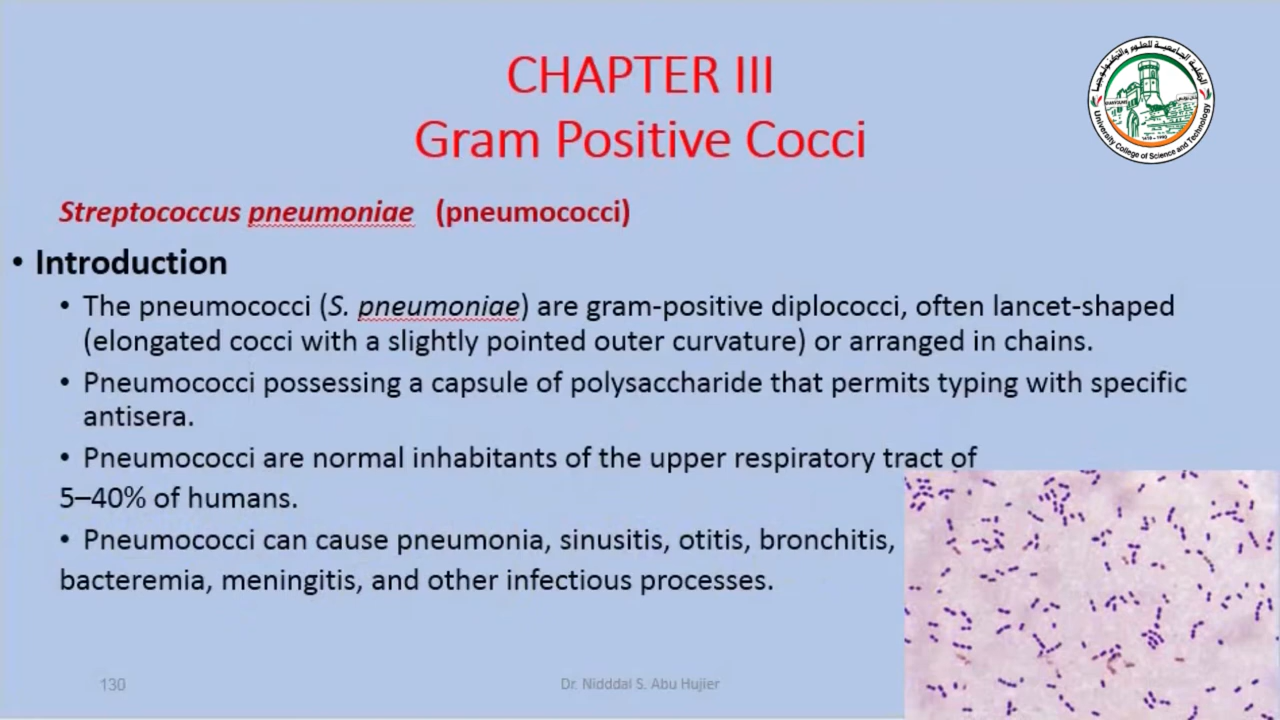 CHAPTER III
Gram Positive Cocci
الكلية الجامعية للعلوم والتكنولوجيا
University College of Science and Technology
Streptococcus pneumoniae (pneumococci)
• Introduction
• The pneumococci (S. pneumoniae) are gram-positive diplococci, often lancet-shaped
(elongated cocci with a slightly pointed outer curvature) or arranged in chains.
• Pneumococci possessing a capsule of polysaccharide that permits typing with specific
antisera.
• Pneumococci are normal inhabitants of the upper respiratory tract of
5–40% of humans.
• Pneumococci can cause pneumonia, sinusitis, otitis, bronchitis,
bacteremia, meningitis, and other infectious processes.
130
Dr. Nidddal S. Abu Hujier